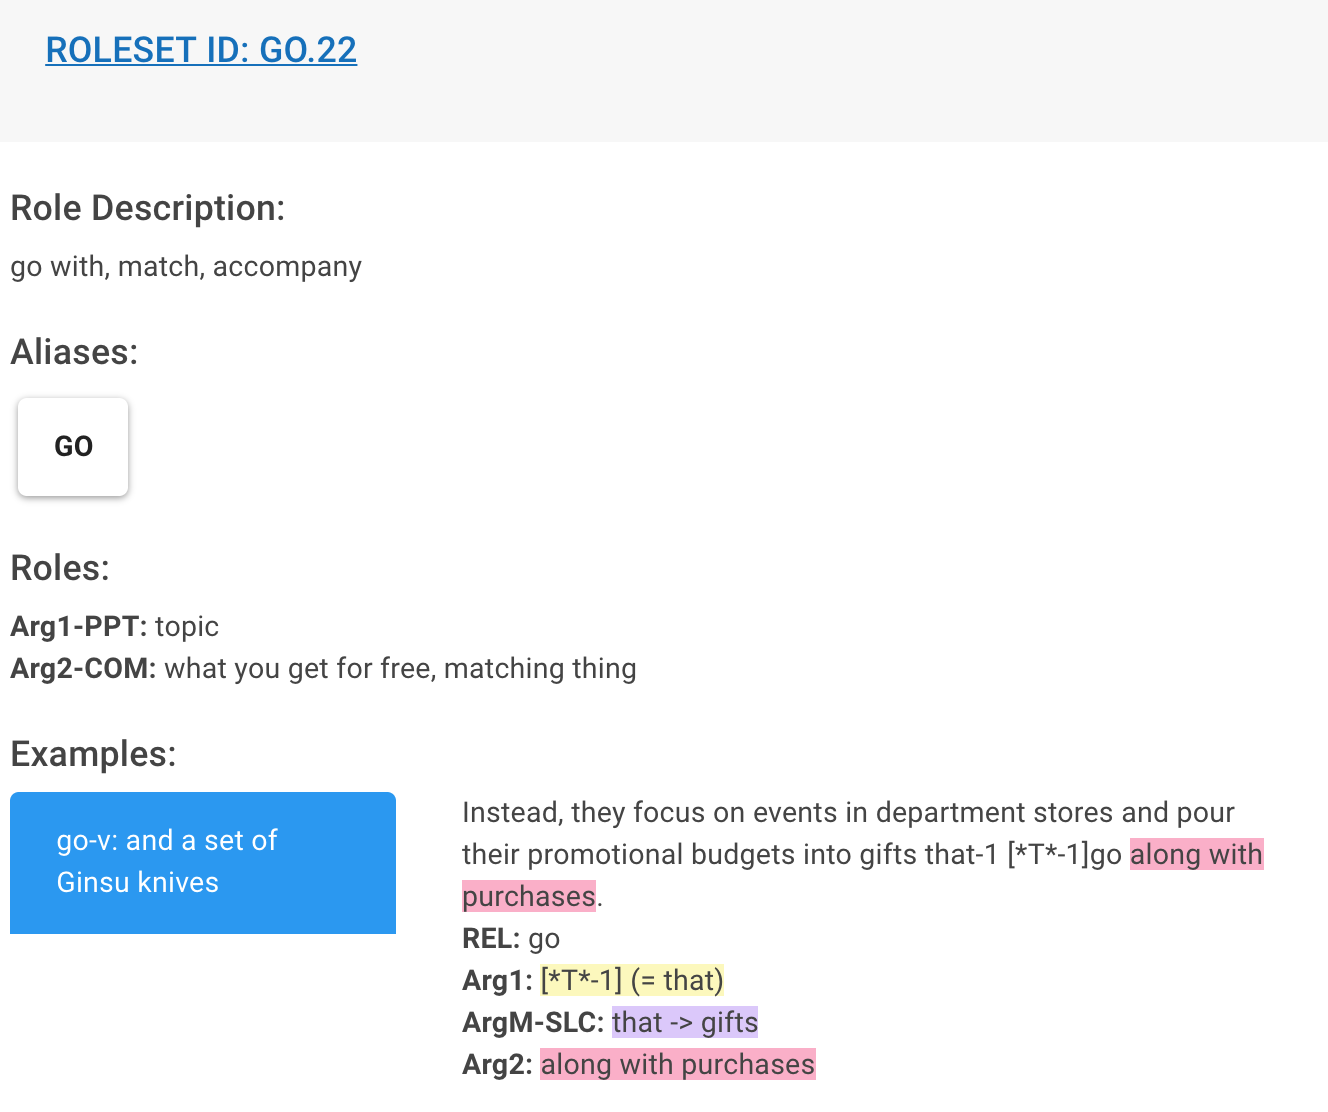 ROLESET ID: GO.22
Role Description:
go with, match, accompany
Aliases:
GO
Roles:
Arg1-PPT: topic
Arg2-COM: what you get for free, matching thing
Examples:
go-v: and a set of
Ginsu knives
Instead, they focus on events in department stores and pour
their promotional budgets into gifts that-1 [*T*-1]go along with
purchases.
REL: go
Arg1: [*T*-1] (= that)
ArgM-SLC: that -> gifts
Arg2: along with purchases